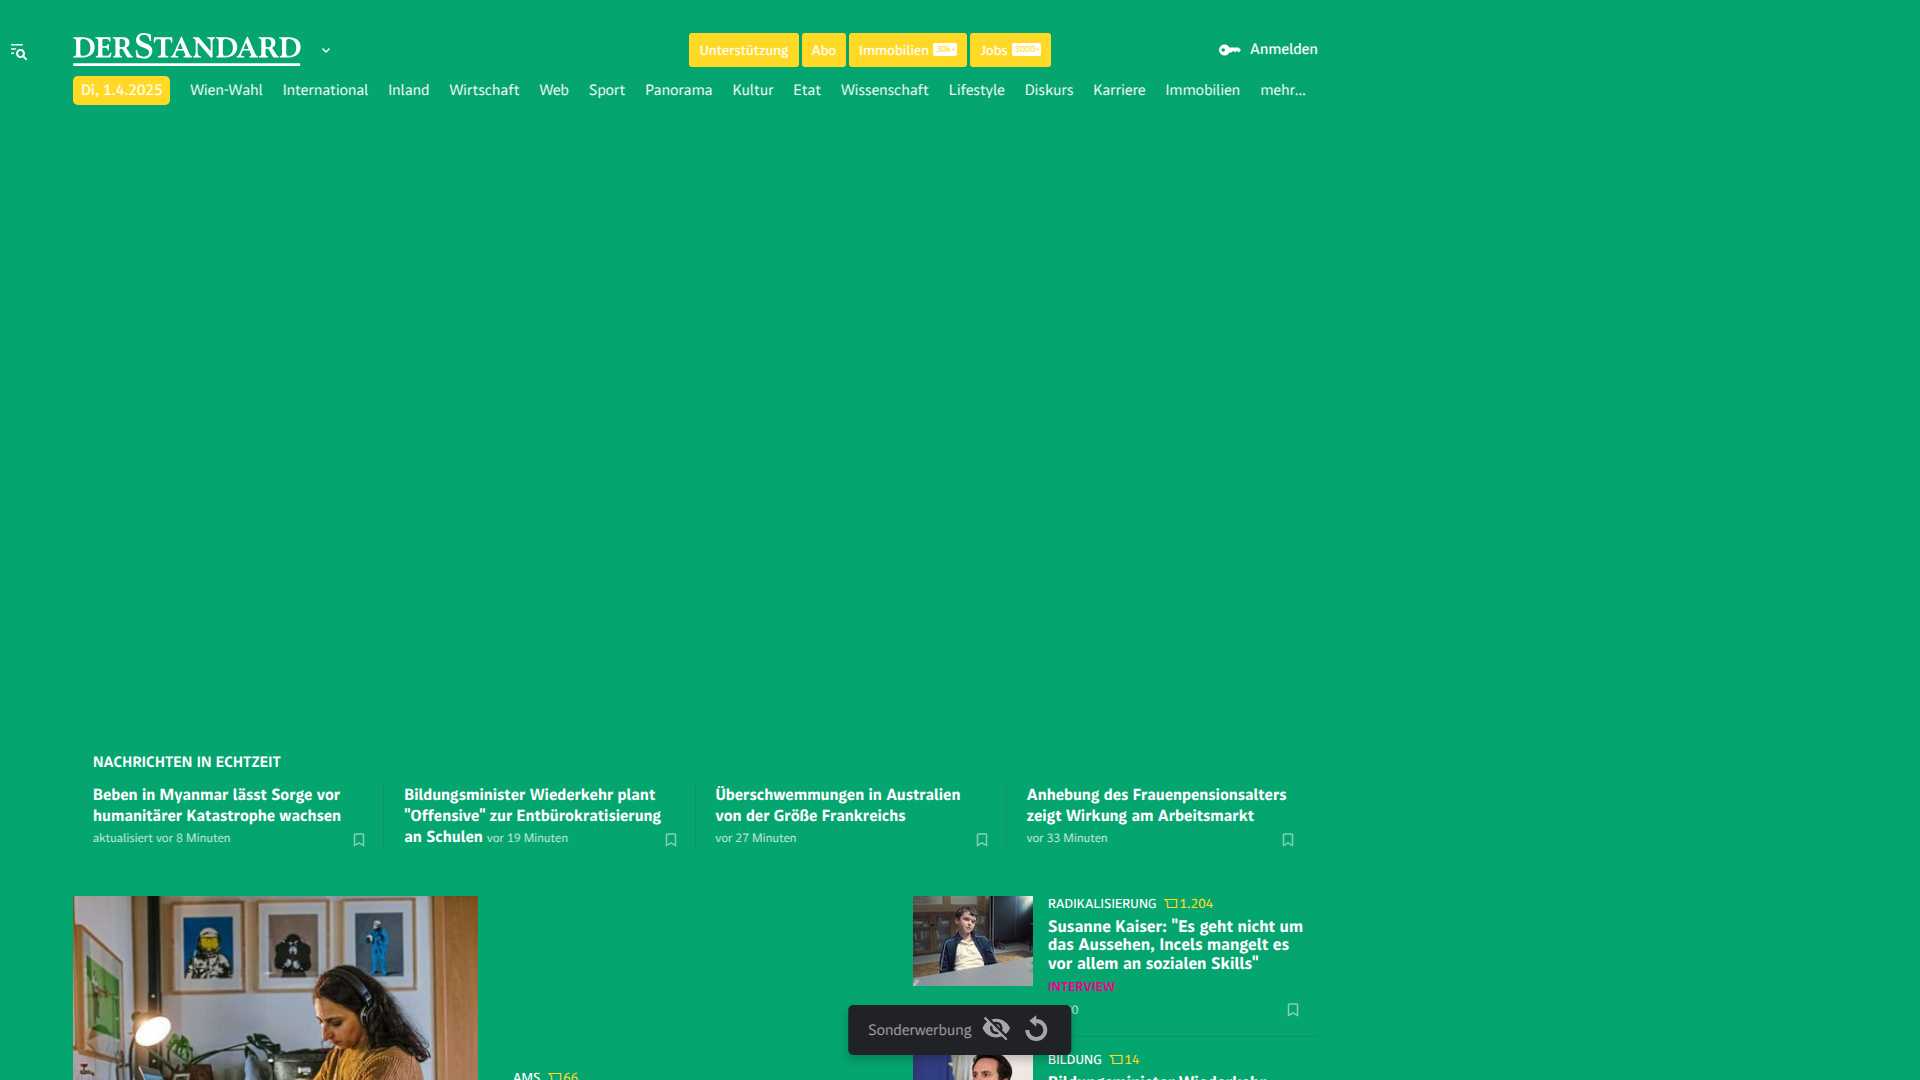 DERSTANDARD
Unterstützung
Abo
Immobilien
Jobs
Anmelden
Di, 1.4.2025
Wien-Wahl
International
Inland
Wirtschaft
Web
Sport
Panorama
Kultur
Etat
Wissenschaft
Lifestyle
Diskurs
Karriere
Immobilien
mehr...
NACHRICHTEN IN ECHTZEIT
Beben in Myanmar lässt Sorge vor
humanitärer Katastrophe wachsen
aktualisiert vor 8 Minuten
Bildungsminister Wiederkehr plant
"Offensive" zur Entbürokratisierung
an Schulen vor 19 Minuten
Überschwemmungen in Australien
von der Größe Frankreichs
vor 27 Minuten
Anhebung des Frauenpensionsalters
zeigt Wirkung am Arbeitsmarkt
vor 33 Minuten
RADIKALISIERUNG 1.204
Susanne Kaiser: "Es geht nicht um
das Aussehen, Incels mangelt es
vor allem an sozialen Skills"
INTERVIEW
Sonderwerbung
BILDUNG 14
Bildungsminister Wiederkehr
AMS 66